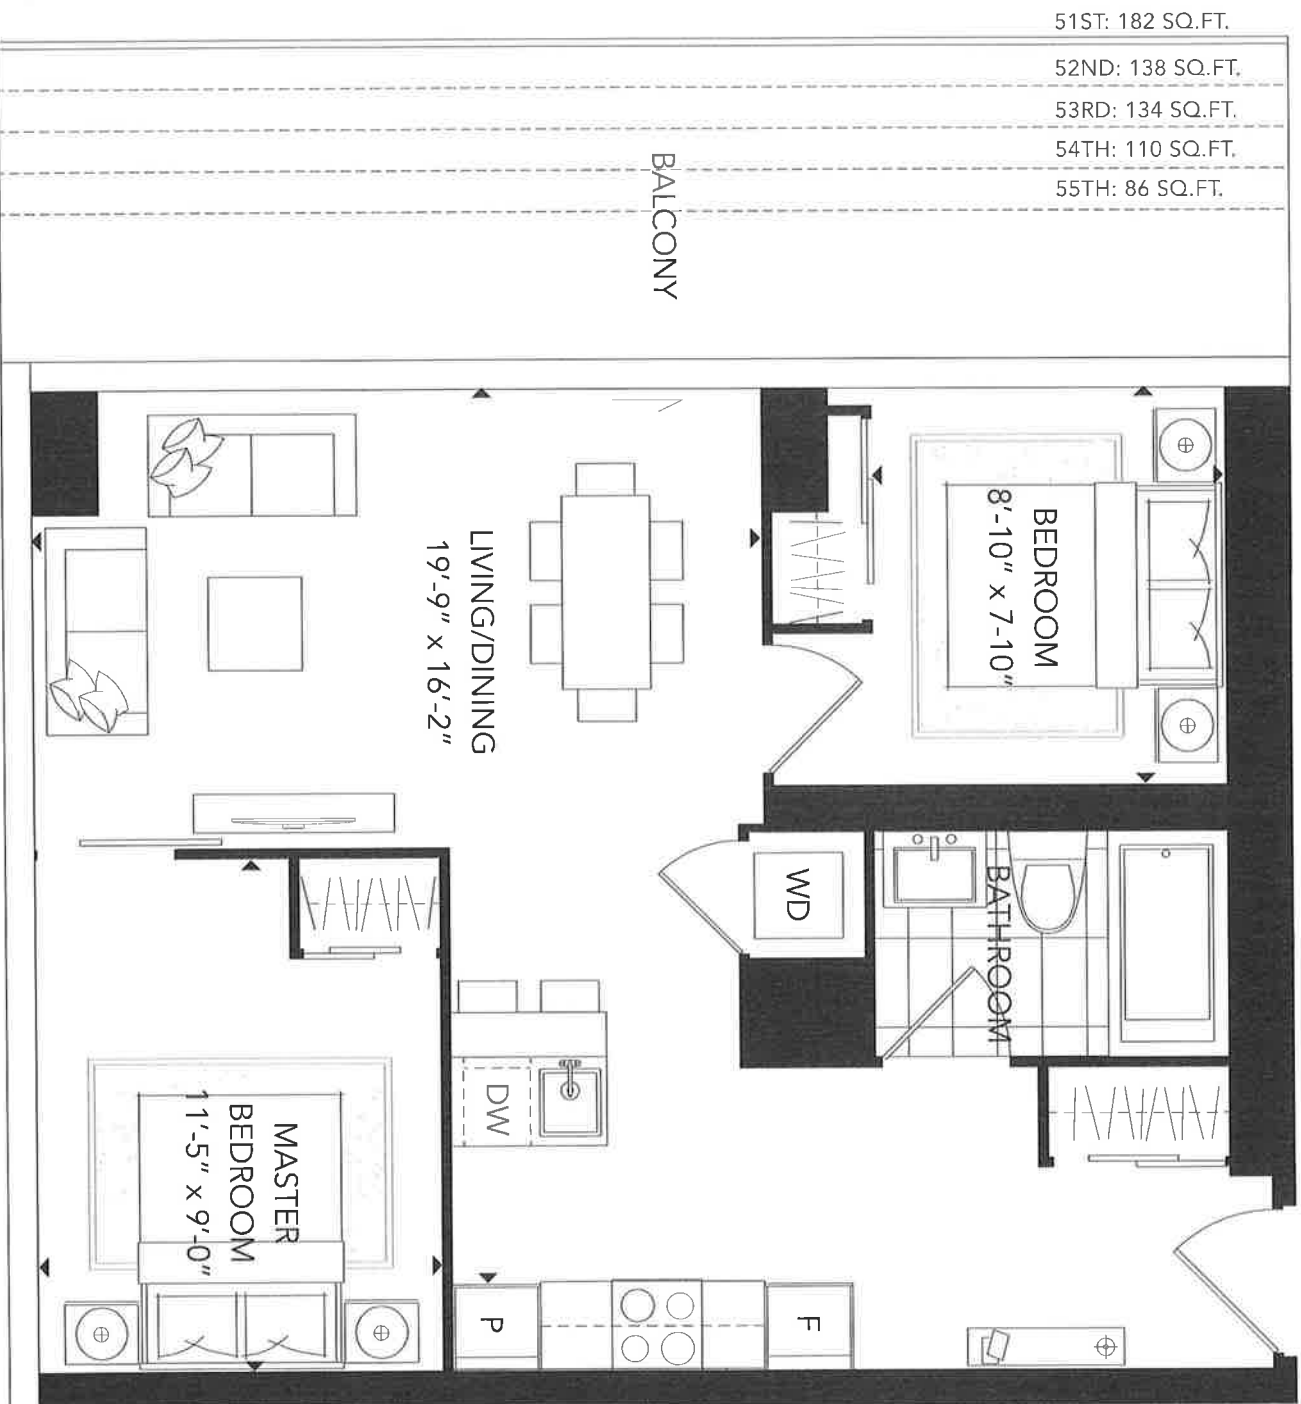 51ST: 182 SQ.FT.
52ND: 138 SQ.FT.
53RD: 134 SQ.FT.
54TH: 110 SQ.FT.
55TH: 86 SQ.FT.
BALCONY
BEDROOM
8'-10" x 7-10"
LIVING/DINING
19'-9" x 16'-2"
WD
BATHROOM
DW
MASTER
BEDROOM
11'-5" x 9'-0"
P
F